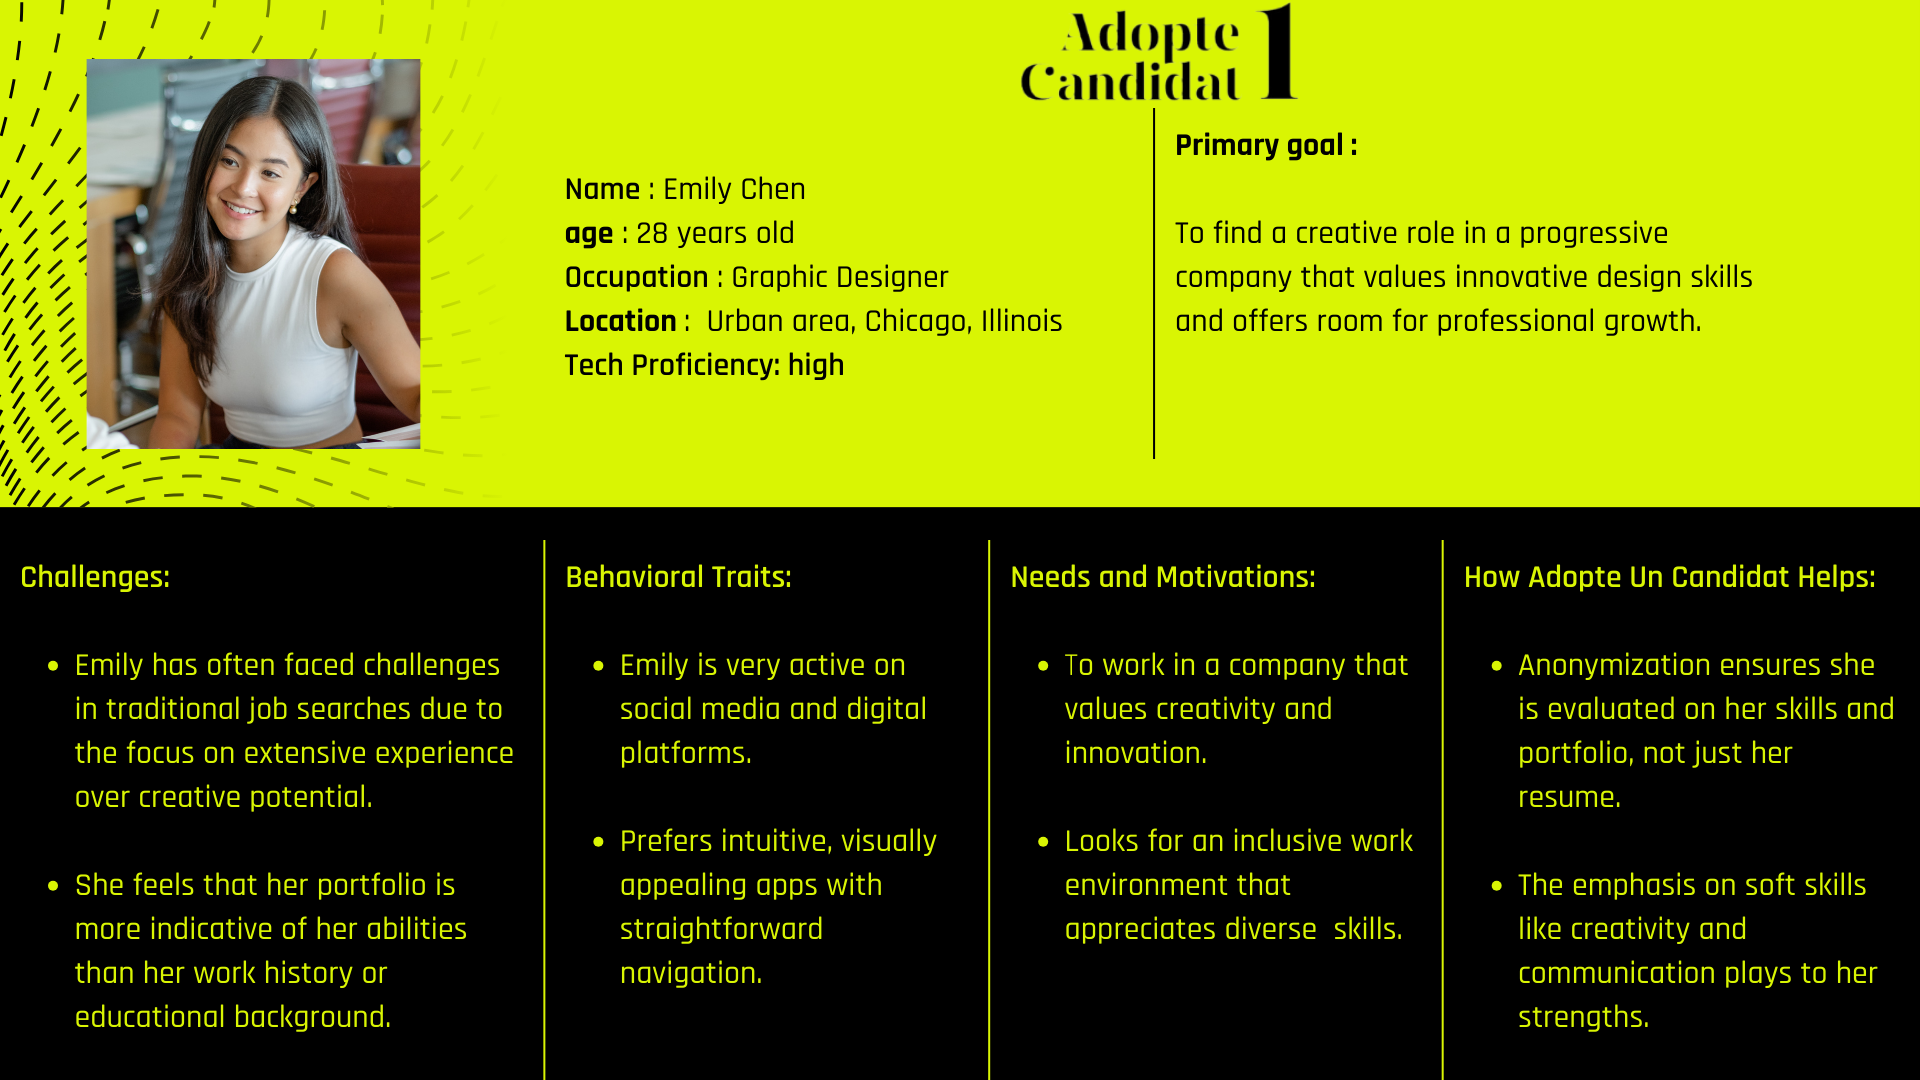 Adopte
Candidat 1
Name : Emily Chen
age : 28 years old
Occupation : Graphic Designer
Location :  Urban area, Chicago, Illinois
Tech Proficiency: high
Primary goal :
To find a creative role in a progressive
company that values innovative design skills
and offers room for professional growth.
Challenges:
• Emily has often faced challenges
in traditional job searches due to
the focus on extensive experience
over creative potential.
• She feels that her portfolio is
more indicative of her abilities
than her work history or
educational background.
Behavioral Traits:
• Emily is very active on
social media and digital
platforms.
• Prefers intuitive, visually
appealing apps with
straightforward
navigation.
Needs and Motivations:
• To work in a company that
values creativity and
innovation.
• Looks for an inclusive work
environment that
appreciates diverse  skills.
How Adopte Un Candidat Helps:
• Anonymization ensures she
is evaluated on her skills and
portfolio, not just her
resume.
• The emphasis on soft skills
like creativity and
communication plays to her
strengths.